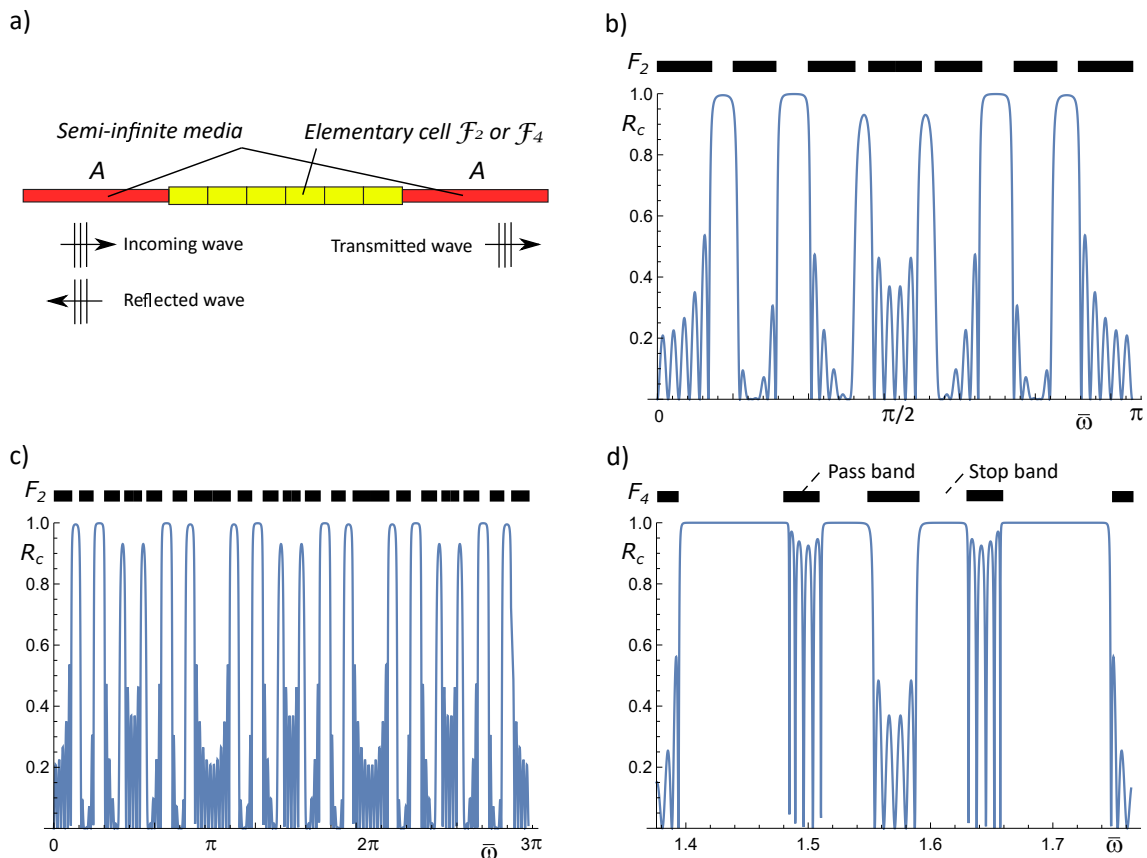 a)
Semi-infinite media
Elementary cell ℱ₂ or ℱ₄
A
A
Incoming wave
Transmitted wave
Reflected wave
b)
F₂
1.0
R_c
0.8
0.6
0.4
0.2
0
π/2
ω̅
π
c)
F₂
1.0
R_c
0.8
0.6
0.4
0.2
0
π
2π
ω̅
3π
d)
Pass band
Stop band
F₄
1.0
R_c
0.8
0.6
0.4
0.2
1.4
1.5
1.6
1.7
ω̅